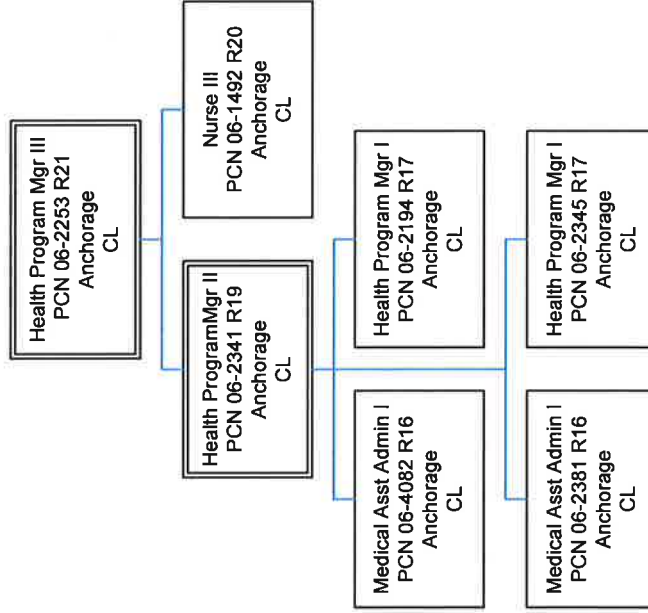 Health Program Mgr III
PCN 06-2253 R21
Anchorage
CL
Health ProgramMgr II
PCN 06-2341 R19
Anchorage
CL
Nurse III
PCN 06-1492 R20
Anchorage
CL
Medical Asst Admin I
PCN 06-4082 R16
Anchorage
CL
Health Program Mgr I
PCN 06-2194 R17
Anchorage
CL
Medical Asst Admin I
PCN 06-2381 R16
Anchorage
CL
Health Program Mgr I
PCN 06-2345 R17
Anchorage
CL